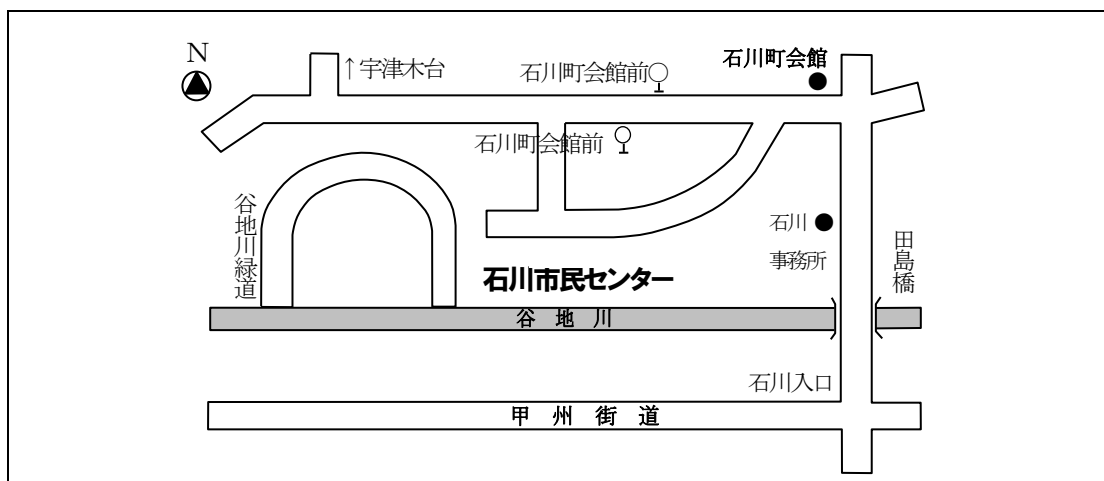 N
↑宇津木台
石川町会館前
石川町会館
石川町会館前
谷地川緑道
石川
事務所
田島橋
石川市民センター
谷地川
石川入口
甲州街道